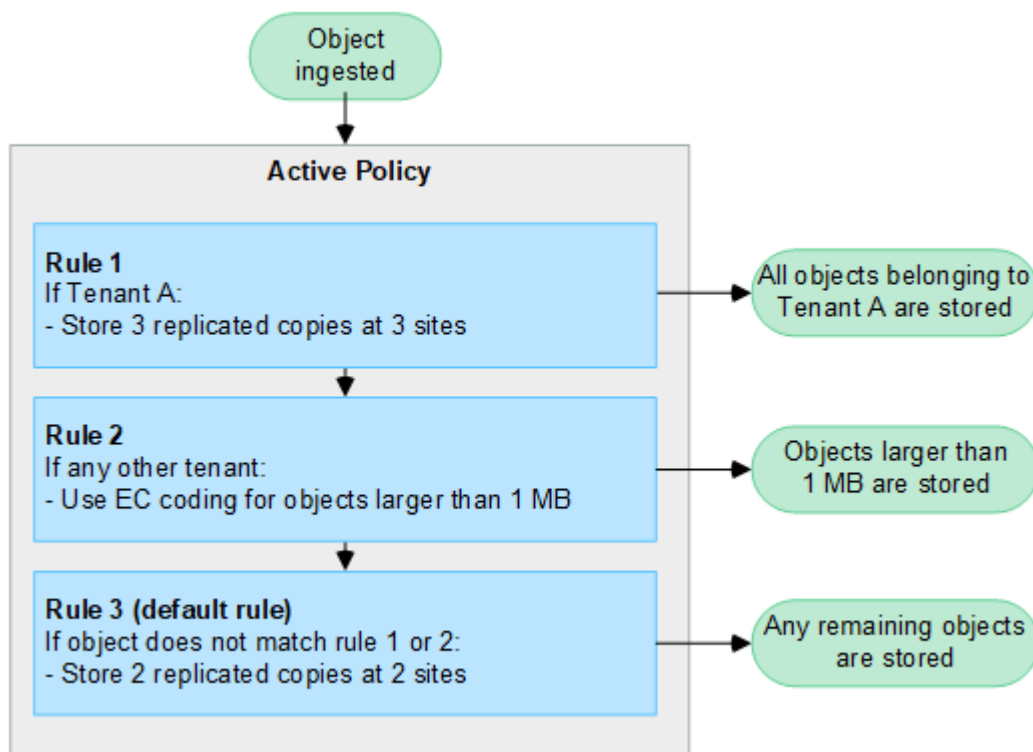 Object
ingested
Active Policy
Rule 1
If Tenant A:
- Store 3 replicated copies at 3 sites
All objects belonging to
Tenant A are stored
Rule 2
If any other tenant:
- Use EC coding for objects larger than 1 MB
Objects larger than
1 MB are stored
Rule 3 (default rule)
If object does not match rule 1 or 2:
- Store 2 replicated copies at 2 sites
Any remaining objects
are stored